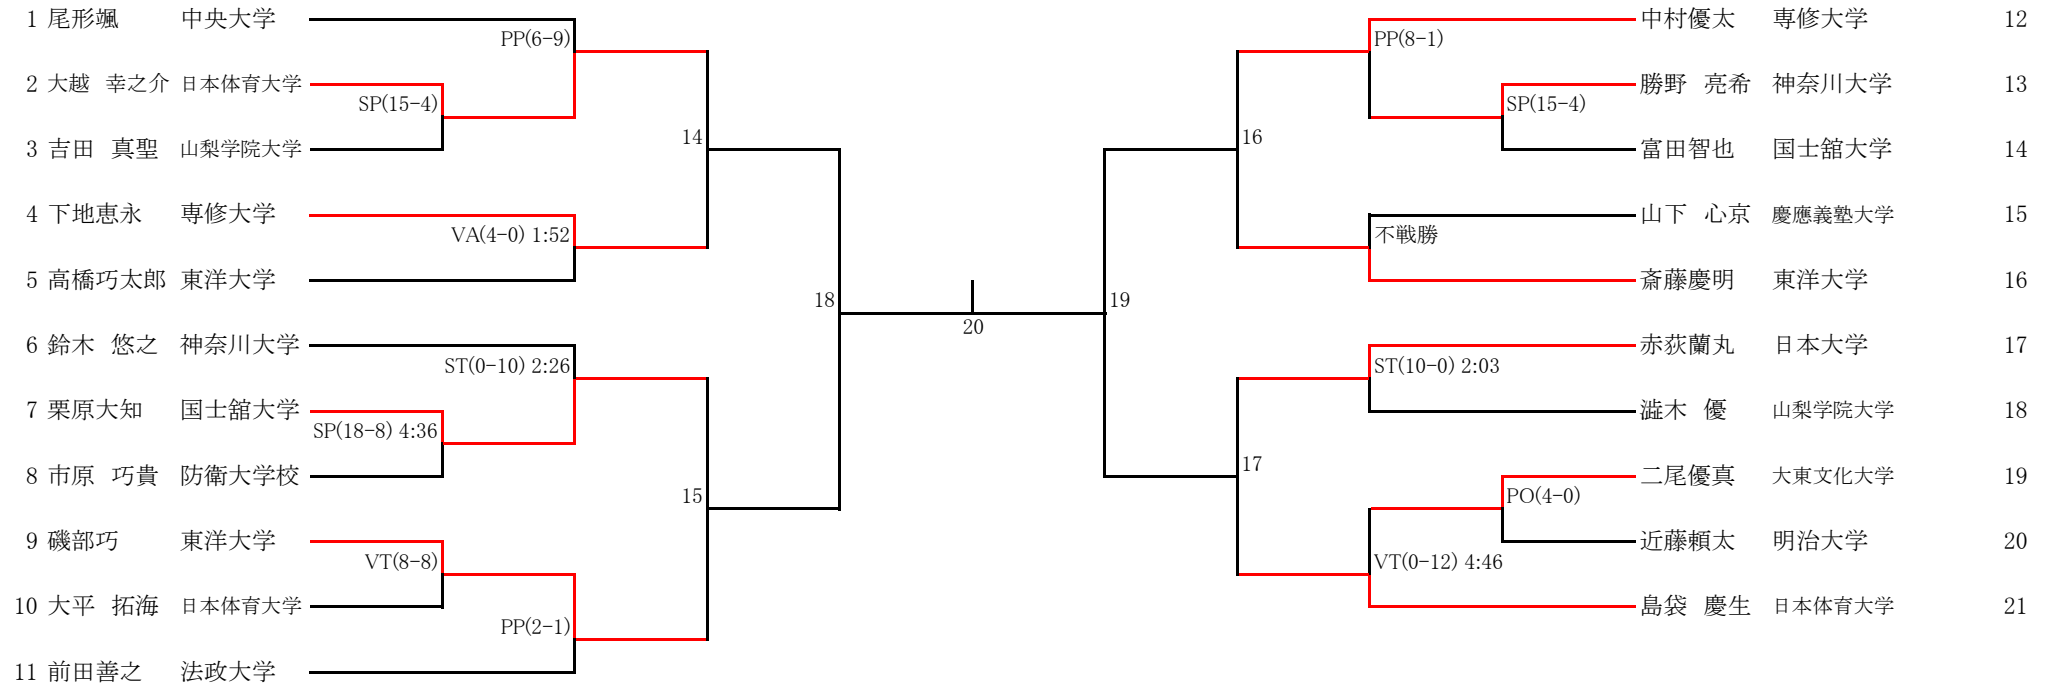 1 尾形颯 中央大学
PP(6-9)
2 大越 幸之介 日本体育大学
SP(15-4)
3 吉田 真聖 山梨学院大学
14
4 下地恵永 専修大学
VA(4-0) 1:52
5 高橋巧太郎 東洋大学
18
6 鈴木 悠之 神奈川大学
ST(0-10) 2:26
7 栗原大知 国士舘大学
SP(18-8) 4:36
8 市原 巧貴 防衛大学校
15
9 磯部巧 東洋大学
VT(8-8)
10 大平 拓海 日本体育大学
PP(2-1)
11 前田善之 法政大学
20
中村優太 専修大学 12
PP(8-1)
勝野 亮希 神奈川大学 13
SP(15-4)
富田智也 国士舘大学 14
16
山下 心京 慶應義塾大学 15
不戦勝
斎藤慶明 東洋大学 16
19
赤荻蘭丸 日本大学 17
ST(10-0) 2:03
澁木 優 山梨学院大学 18
17
二尾優真 大東文化大学 19
PO(4-0)
近藤頼太 明治大学 20
VT(0-12) 4:46
島袋 慶生 日本体育大学 21